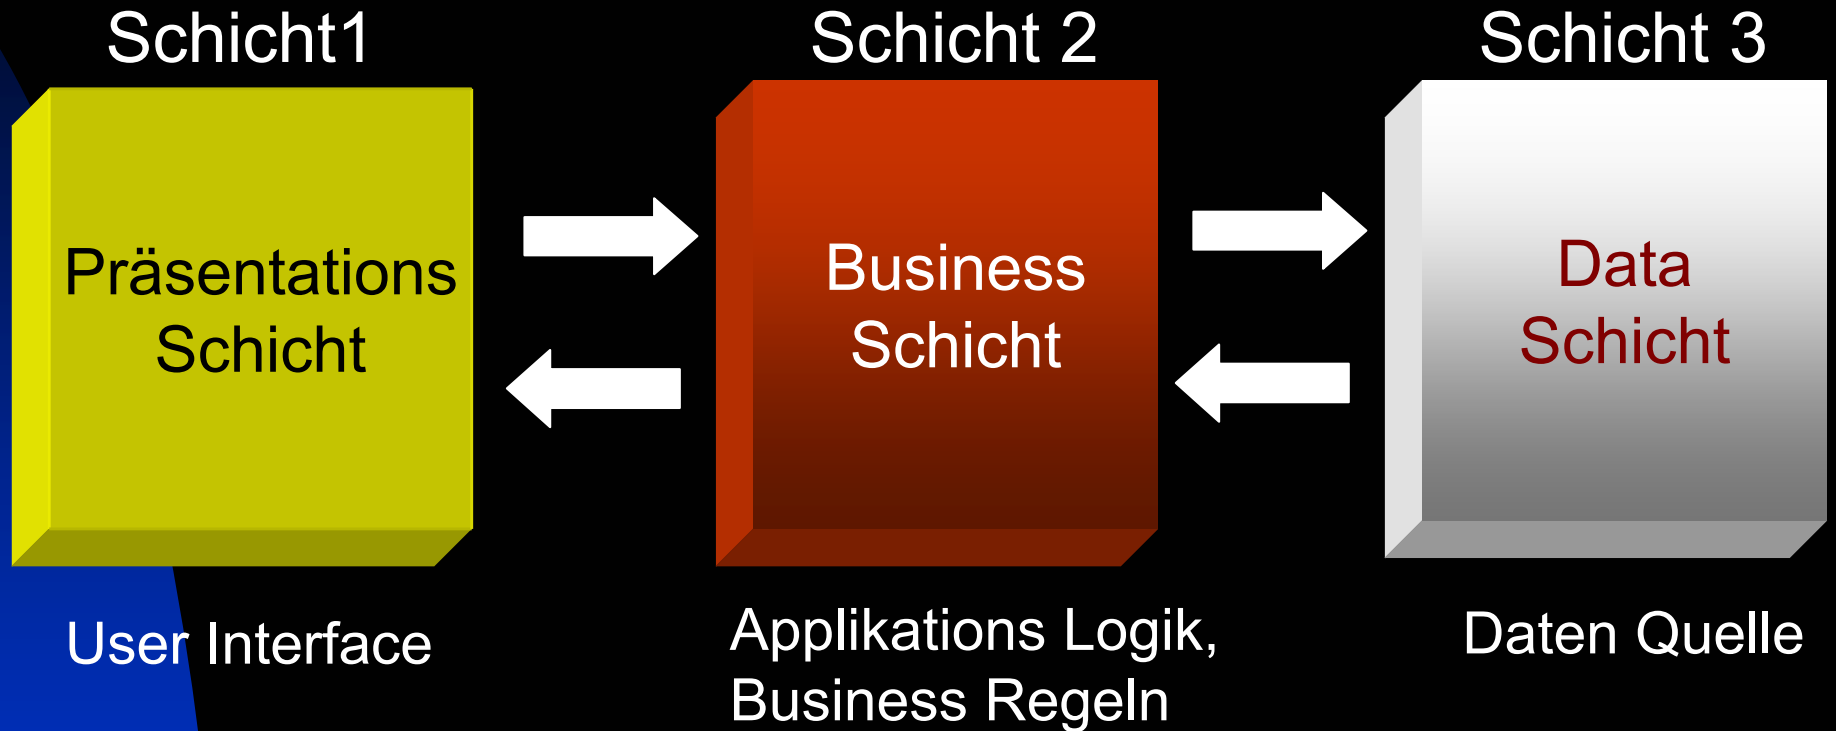 Schicht1
Schicht 2
Schicht 3
Präsentations
Schicht
Business
Schicht
Data
Schicht
User Interface
Applikations Logik,
Business Regeln
Daten Quelle